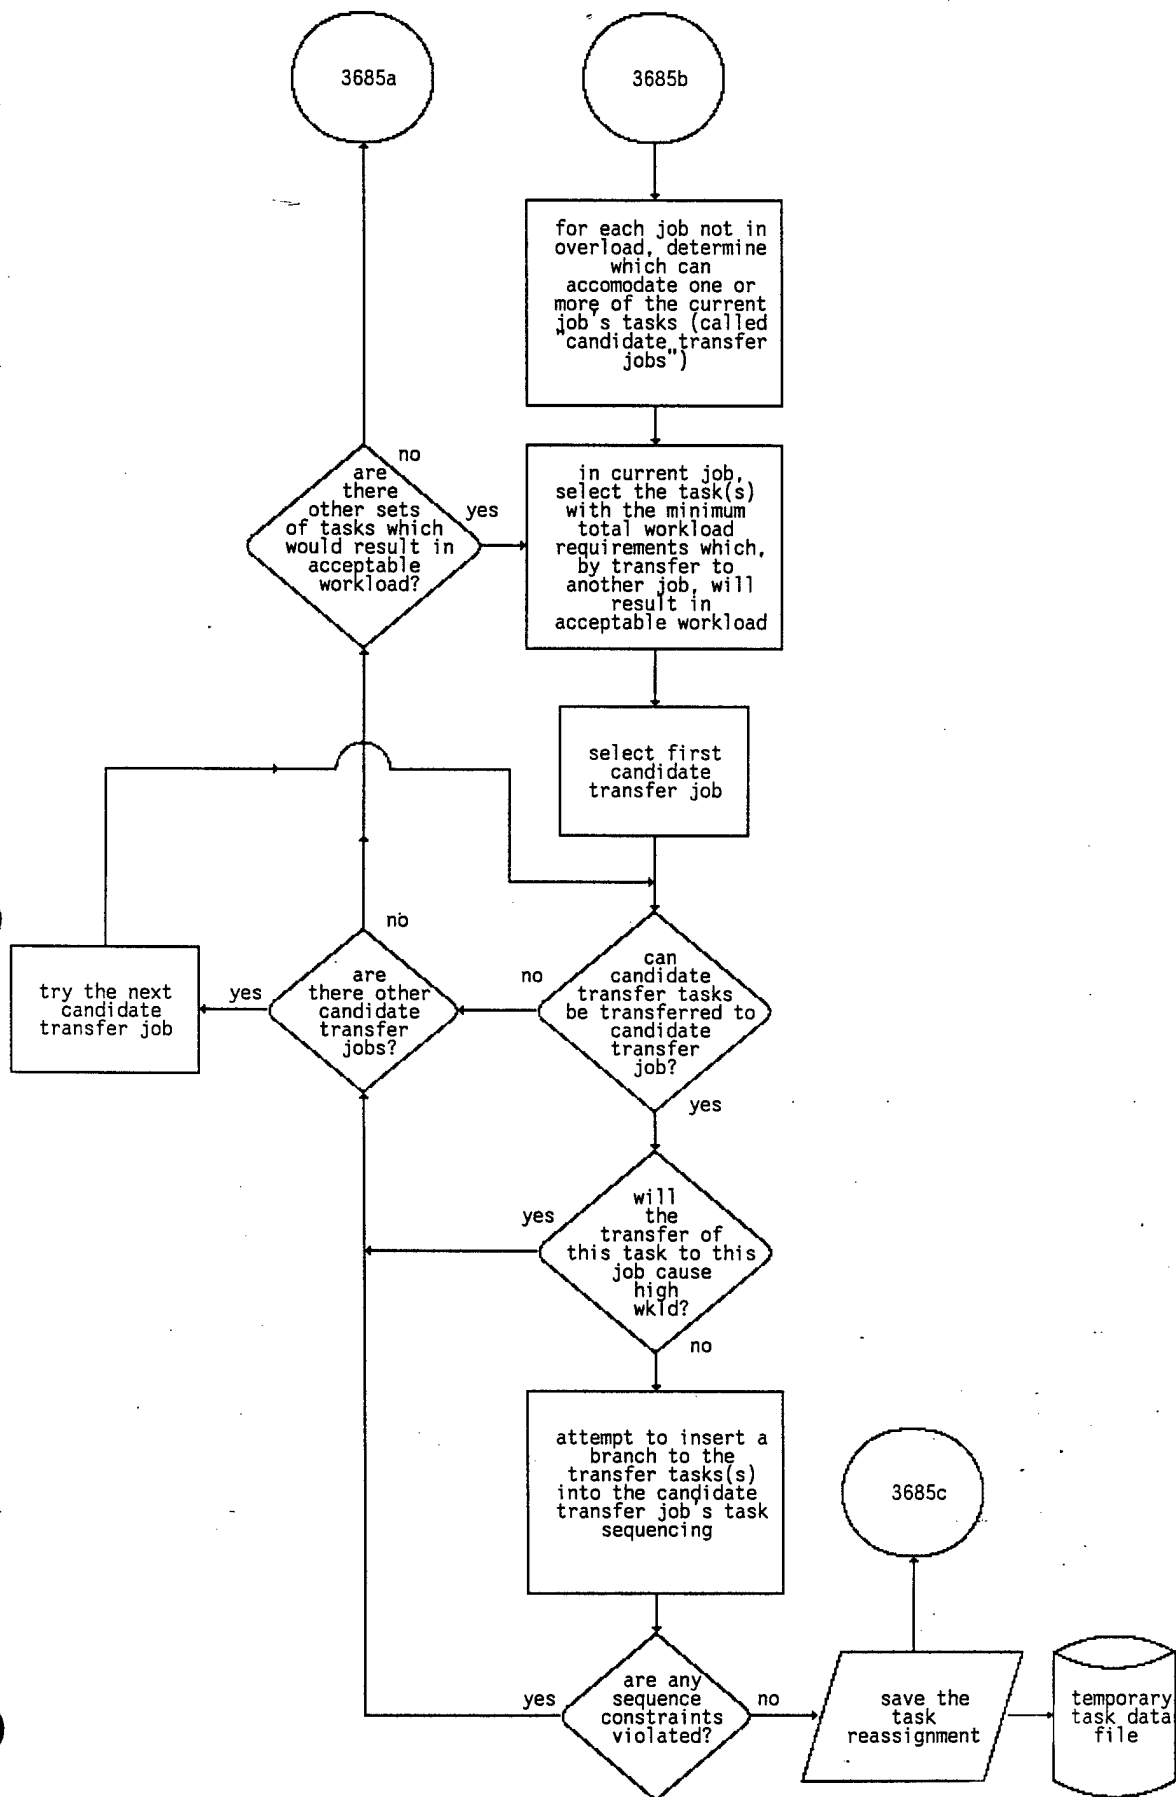 3685a
3685b
for each job not in
overload, determine
which can
accomodate one or
more of the current
job's tasks (called
"candidate transfer
jobs")
no
are
there
other sets
of tasks which
would result in
acceptable
workload?
yes
in current job,
select the task(s)
with the minimum
total workload
requirements which,
by transfer to
another job, will
result in
acceptable workload
select first
candidate
transfer job
no
are
there other
candidate
transfer
jobs?
yes
try the next
candidate
transfer job
no
can
candidate
transfer tasks
be transferred to
candidate
transfer
job?
yes
yes
will
the
transfer of
this task to this
job cause
high
wkld?
no
attempt to insert a
branch to the
transfer tasks(s)
into the candidate
transfer job's task
sequencing
3685c
yes
are any
sequence
constraints
violated?
no
save the
task
reassignment
temporary
task data
file